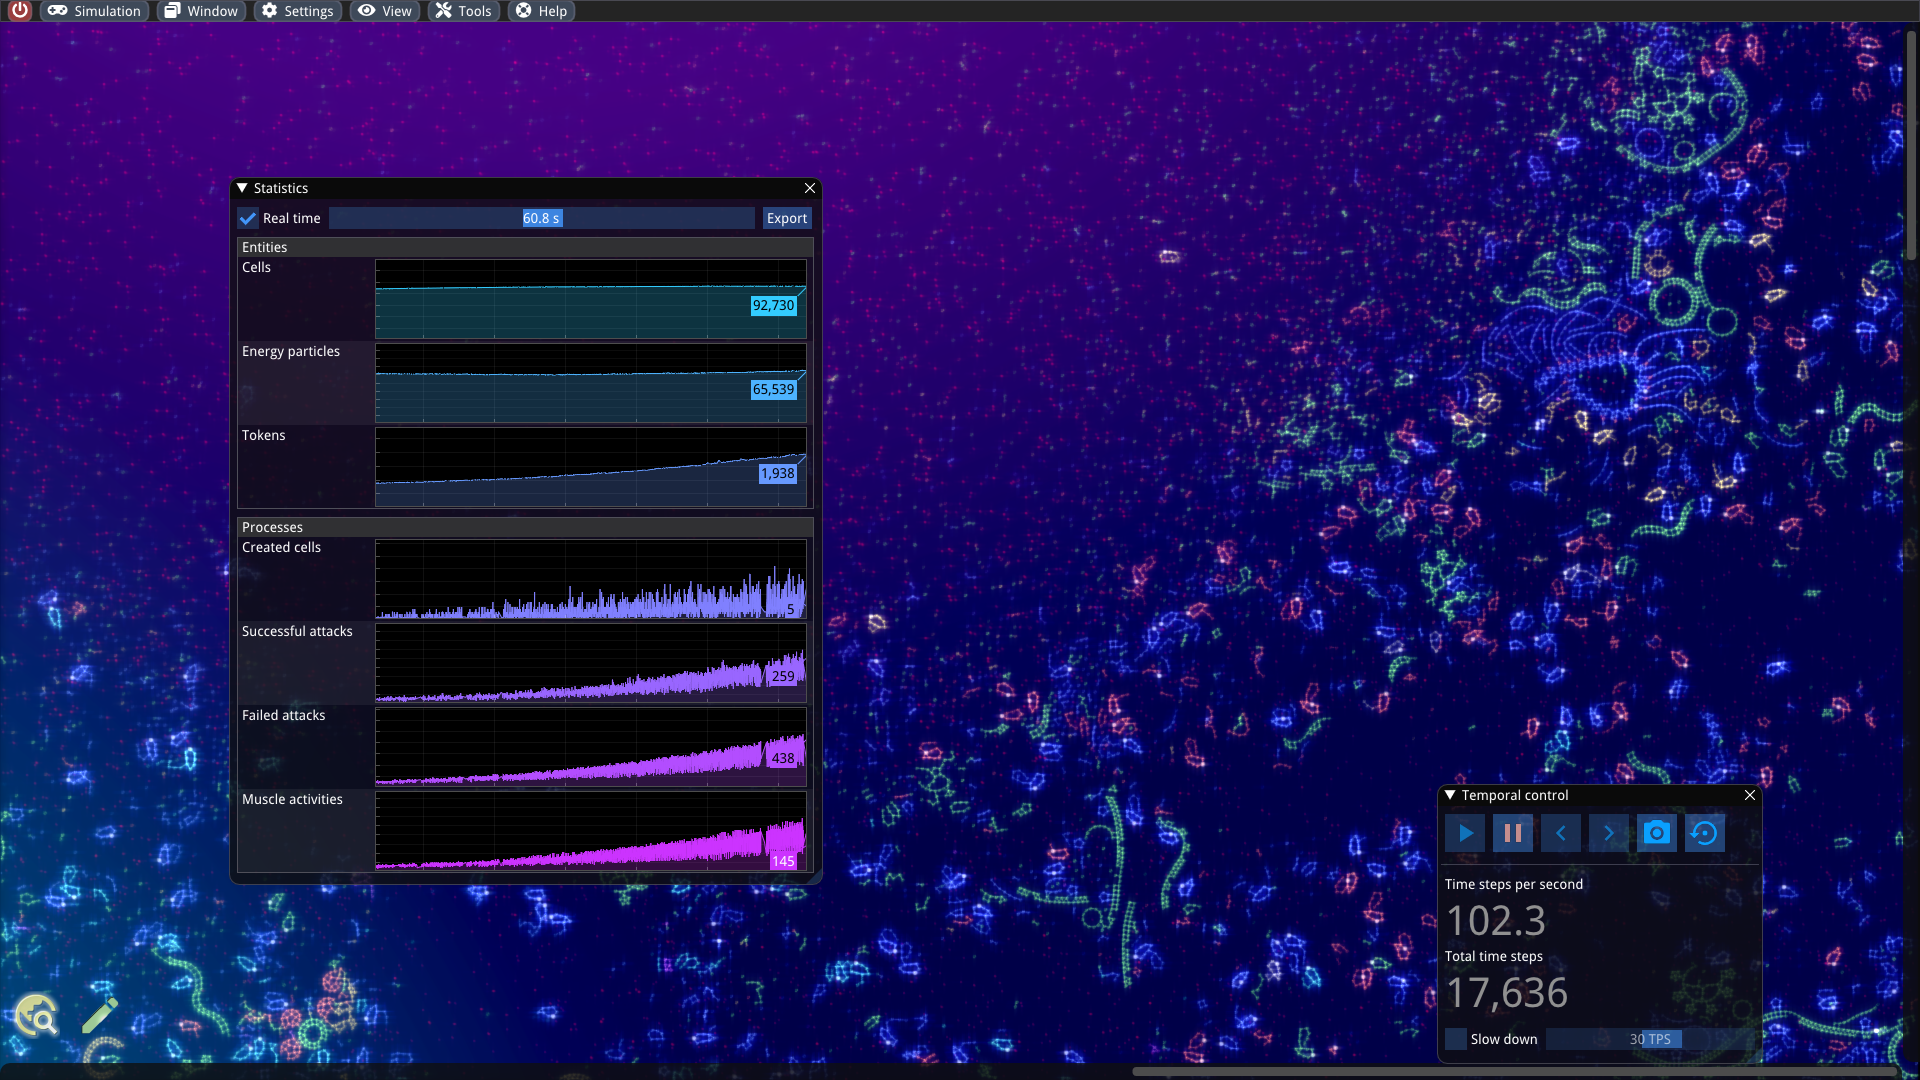 Simulation Window Settings View Tools Help
Statistics
Real time 60.8 s Export
Entities
Cells
92,730
Energy particles
65,539
Tokens
1,938
Processes
Created cells
5
Successful attacks
259
Failed attacks
438
Muscle activities
145
Temporal control
Time steps per second
102.3
Total time steps
17,636
Slow down 30 TPS